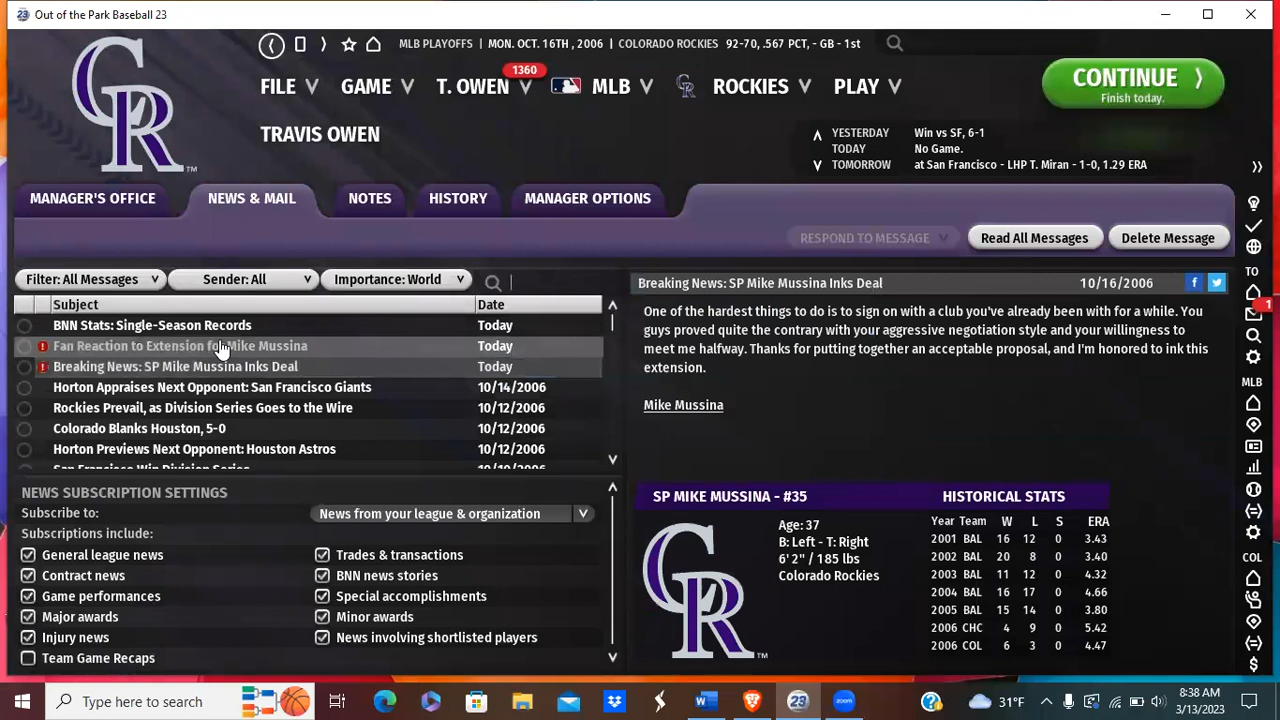 Out of the Park Baseball 23
MLB PLAYOFFS | MON. OCT. 16TH , 2006 | COLORADO ROCKIES 92-70, .567 PCT, - GB - 1st
FILE GAME T. OWEN 1360 MLB ROCKIES PLAY
CONTINUE
Finish today.
TRAVIS OWEN
YESTERDAY Win vs SF, 6-1
TODAY No Game.
TOMORROW at San Francisco - LHP T. Miran - 1-0, 1.29 ERA
MANAGER'S OFFICE NEWS & MAIL NOTES HISTORY MANAGER OPTIONS
RESPOND TO MESSAGE Read All Messages Delete Message
Filter: All Messages Sender: All Importance: World
Subject Date
BNN Stats: Single-Season Records Today
Fan Reaction to Extension for Mike Mussina Today
Breaking News: SP Mike Mussina Inks Deal Today
Horton Appraises Next Opponent: San Francisco Giants 10/14/2006
Rockies Prevail, as Division Series Goes to the Wire 10/12/2006
Colorado Blanks Houston, 5-0 10/12/2006
Horton Previews Next Opponent: Houston Astros 10/12/2006
San Francisco Win Division Series 10/10/2006
Breaking News: SP Mike Mussina Inks Deal 10/16/2006
One of the hardest things to do is to sign on with a club you've already been with for a while. You
guys proved quite the contrary with your aggressive negotiation style and your willingness to
meet me halfway. Thanks for putting together an acceptable proposal, and I'm honored to ink this
extension.
Mike Mussina
NEWS SUBSCRIPTION SETTINGS
Subscribe to: News from your league & organization
Subscriptions include:
General league news Trades & transactions
Contract news BNN news stories
Game performances Special accomplishments
Major awards Minor awards
Injury news News involving shortlisted players
Team Game Recaps
SP MIKE MUSSINA - #35
CR
TM
Age: 37
B: Left - T: Right
6' 2" / 185 lbs
Colorado Rockies
HISTORICAL STATS
Year Team W L S ERA
2001 BAL 16 12 0 3.43
2002 BAL 20 8 0 3.40
2003 BAL 11 12 0 4.32
2004 BAL 16 17 0 4.66
2005 BAL 15 14 0 3.80
2006 CHC 4 9 0 5.42
2006 COL 6 3 0 4.47
TO
1
MLB
COL
Type here to search
31°F
8:38 AM
3/13/2023